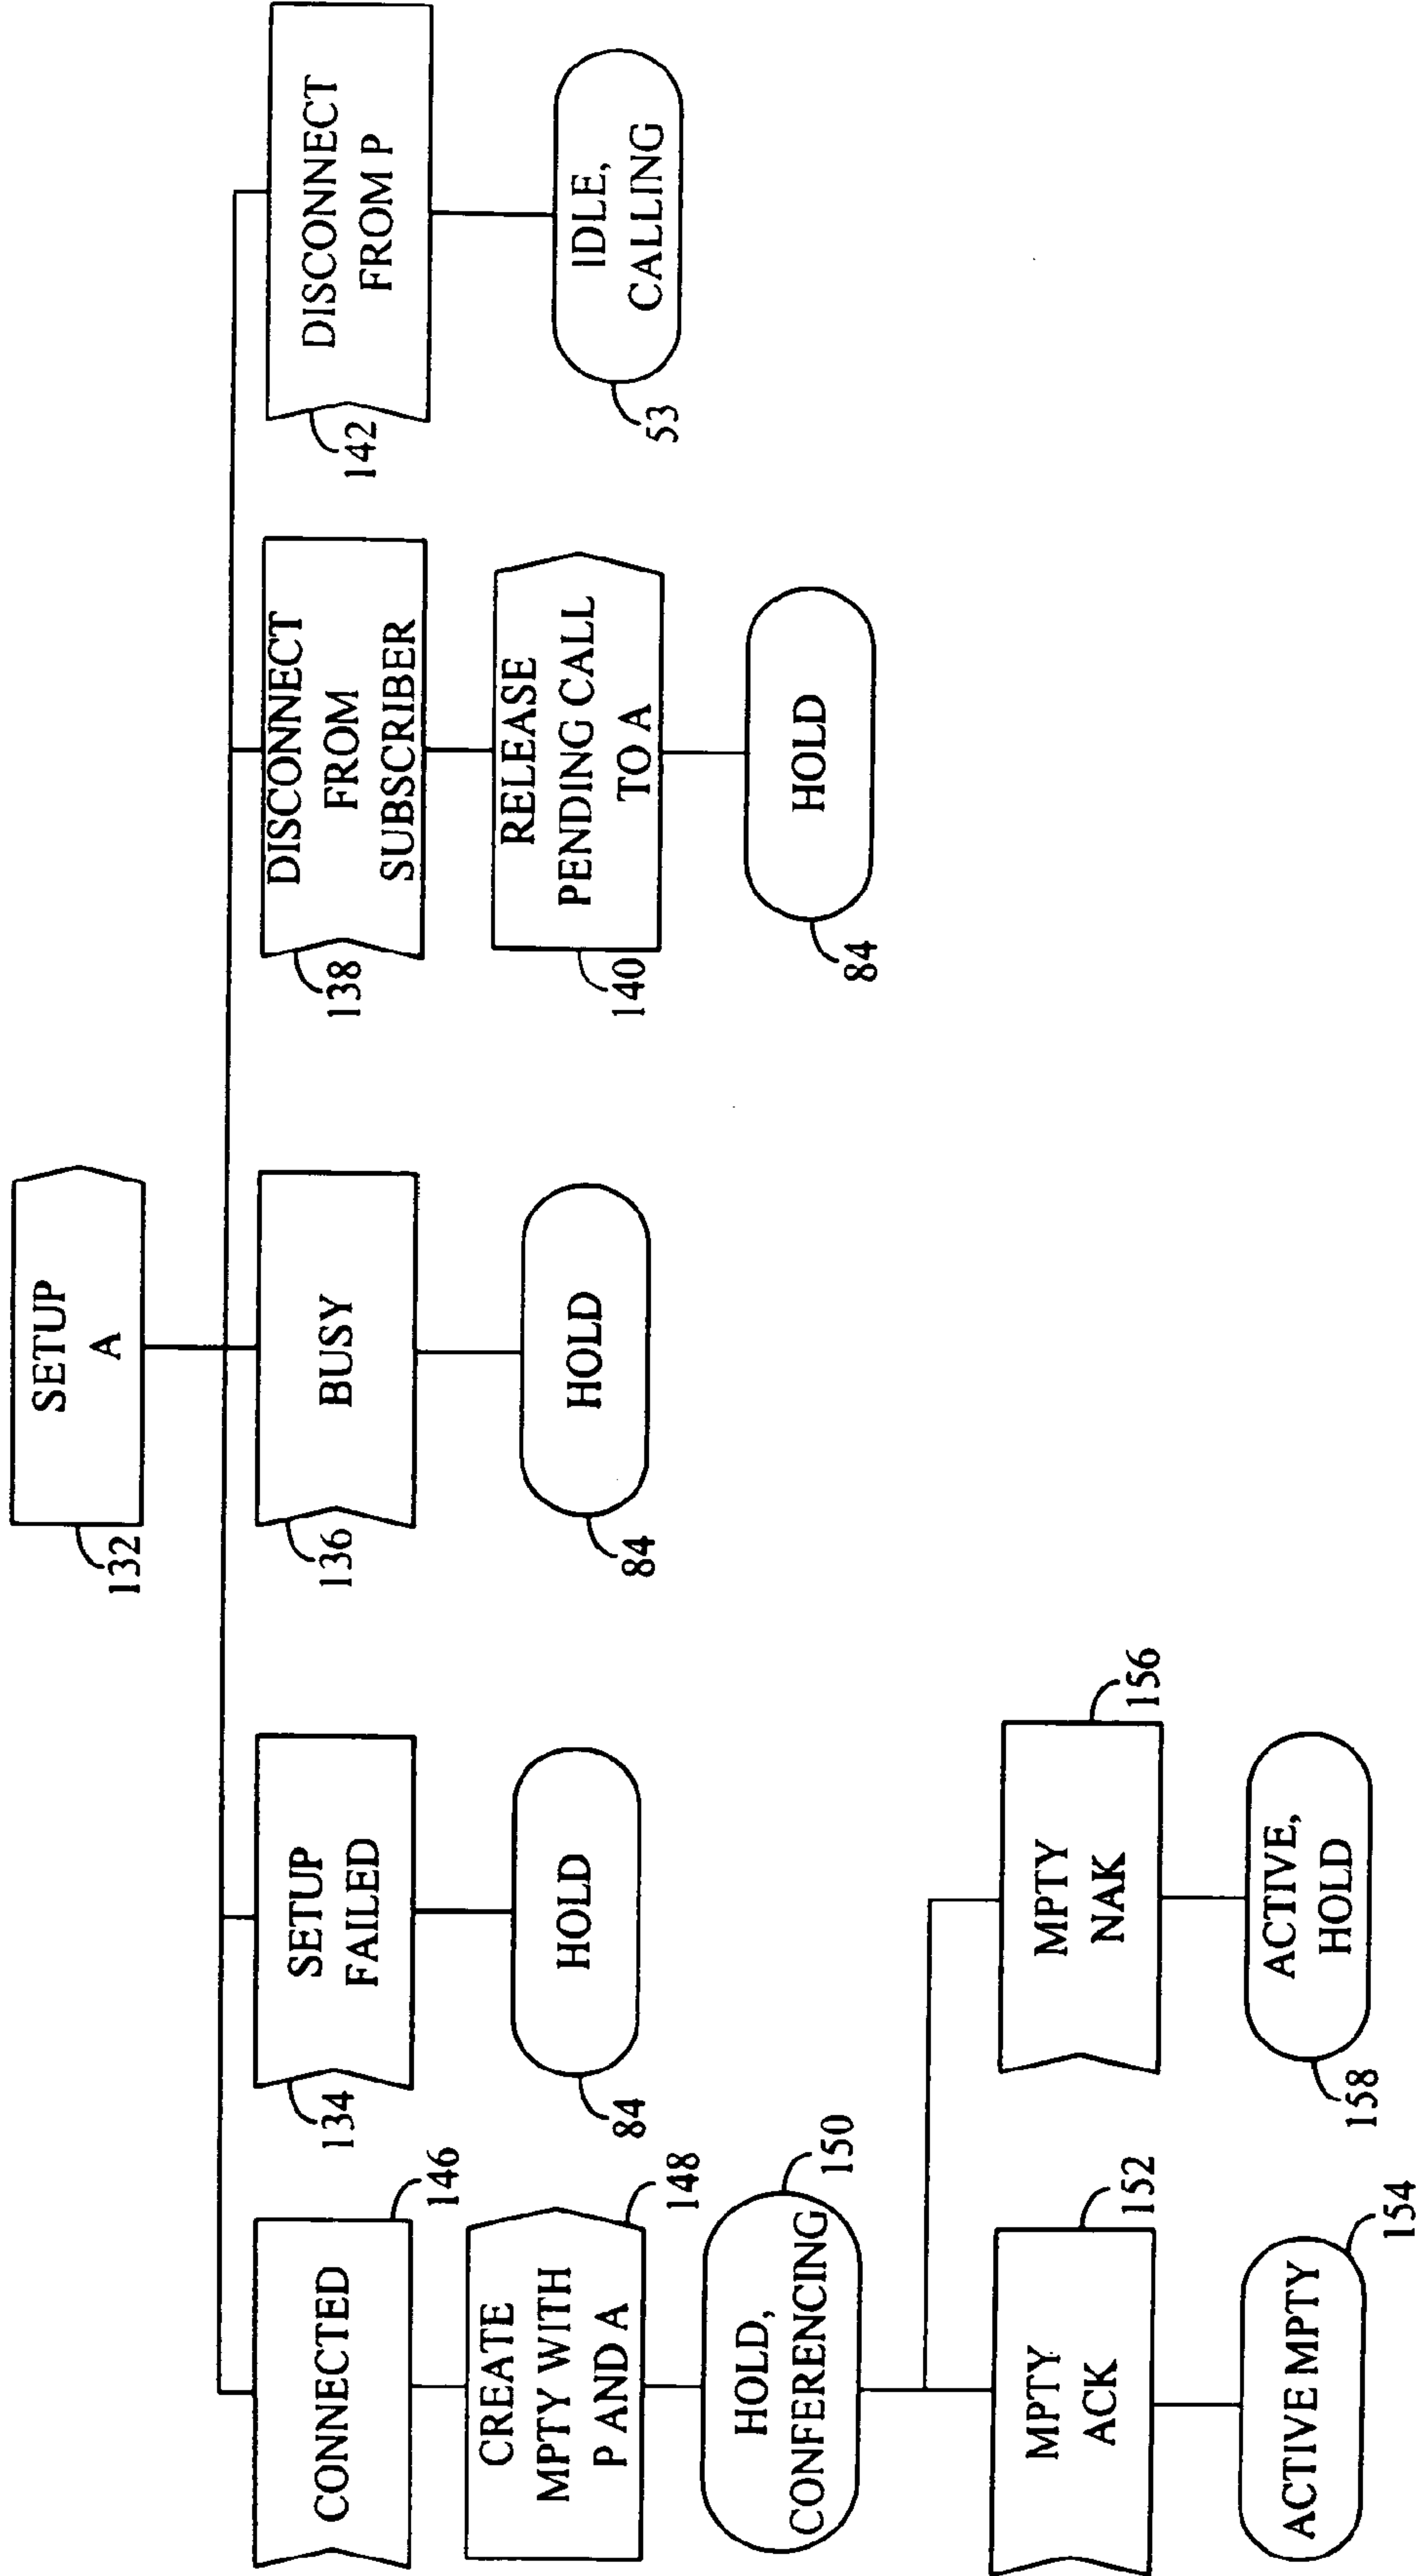 SETUP
A
132
CONNECTED
146
SETUP
FAILED
134
BUSY
136
DISCONNECT
FROM
SUBSCRIBER
138
DISCONNECT
FROM P
142
CREATE
MPTY WITH
P AND A
148
HOLD
84
HOLD
84
RELEASE
PENDING CALL
TO A
140
IDLE,
CALLING
53
HOLD,
CONFERENCING
150
HOLD
84
MPTY
ACK
152
MPTY
NAK
156
ACTIVE MPTY
154
ACTIVE,
HOLD
158